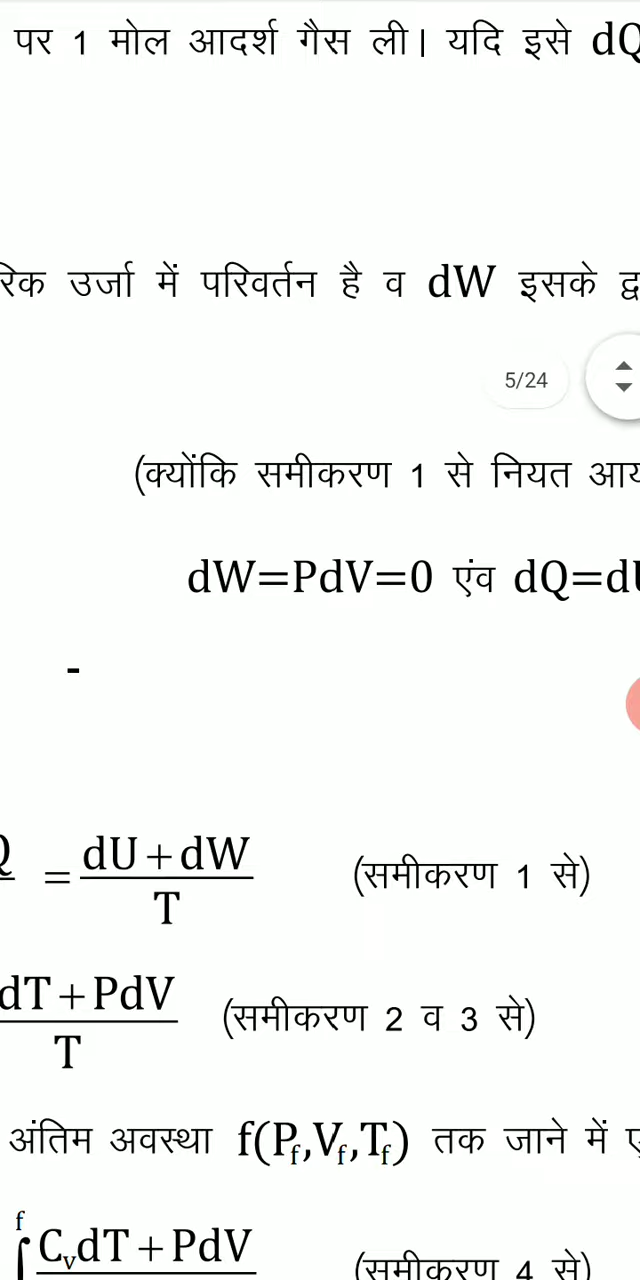 पर 1 मोल आदर्श गैस ली। यदि इसे dQ
रिक उर्जा में परिवर्तन है व dW इसके द्व
5/24
(क्योंकि समीकरण 1 से नियत आय
dW=PdV=0 एंव dQ=dU
-
Q = dU+dW / T (समीकरण 1 से)
dT+PdV / T (समीकरण 2 व 3 से)
अंतिम अवस्था f(P_f,V_f,T_f) तक जाने में ए
∫^f C_vdT+PdV (समीकरण 4 से)